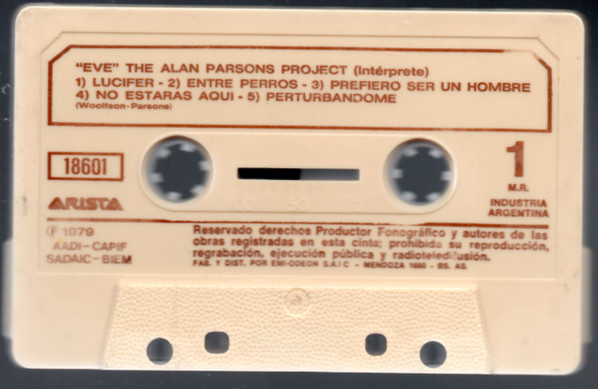 "EVE" THE ALAN PARSONS PROJECT (Intérprete)
1) LUCIFER - 2) ENTRE PERROS - 3) PREFIERO SER UN HOMBRE
4) NO ESTARAS AQUI - 5) PERTURBANDOME
(Woolfson-Parsons)
18601
1
M.R.
ARISTA
INDUSTRIA
ARGENTINA
Ⓟ 1979
AADI-CAPIF
SADAIC-BIEM
Reservado derechos Productor Fonográfico y autores de las
obras registradas en esta cinta; prohibida su reproducción,
regrabación, ejecución pública y radioteledifusión.
FAB. Y DIST. POR EMI-ODEON S.A.I.C - MENDOZA 1660 - BS. AS.